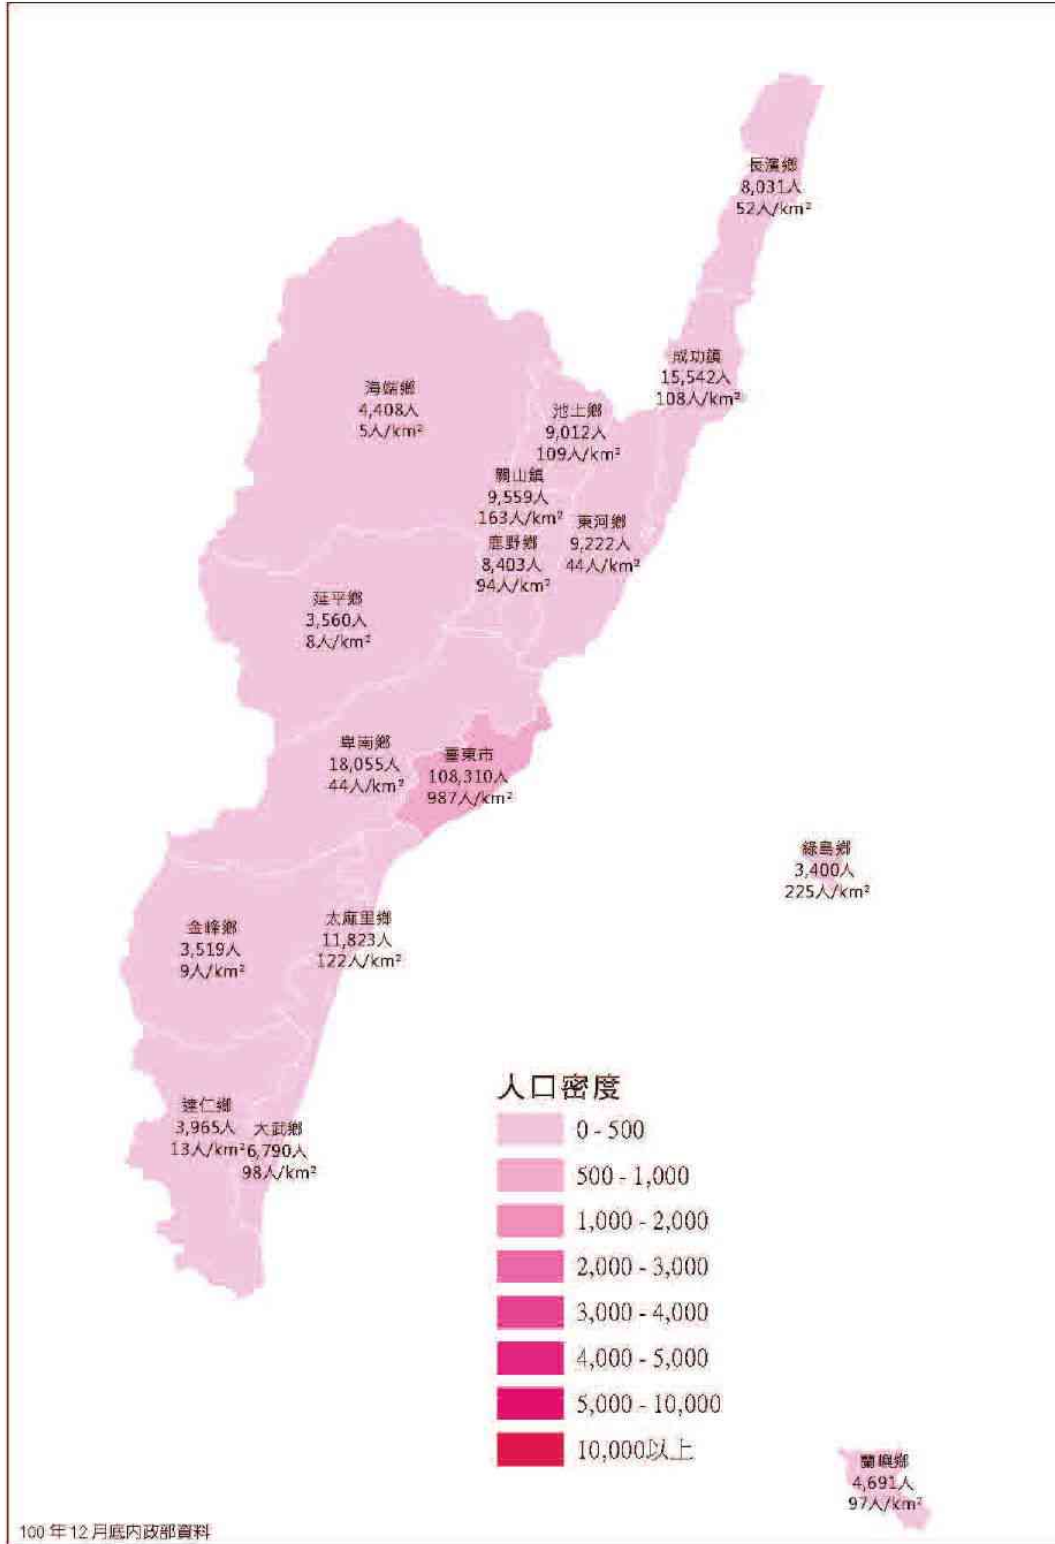 長濱鄉
8,031人
52人/km²
成功鎮
15,542人
108人/km²
海端鄉
4,408人
5人/km²
池上鄉
9,012人
109人/km²
關山鎮
9,559人
163人/km²
東河鄉
9,222人
44人/km²
鹿野鄉
8,403人
94人/km²
延平鄉
3,560人
8人/km²
卑南鄉
18,055人
44人/km²
臺東市
108,310人
987人/km²
綠島鄉
3,400人
225人/km²
太麻里鄉
11,823人
122人/km²
金峰鄉
3,519人
9人/km²
達仁鄉
3,965人
13人/km²
大武鄉
6,790人
98人/km²
人口密度
0 - 500
500 - 1,000
1,000 - 2,000
2,000 - 3,000
3,000 - 4,000
4,000 - 5,000
5,000 - 10,000
10,000以上
蘭嶼鄉
4,691人
97人/km²
100 年 12 月底內政部資料